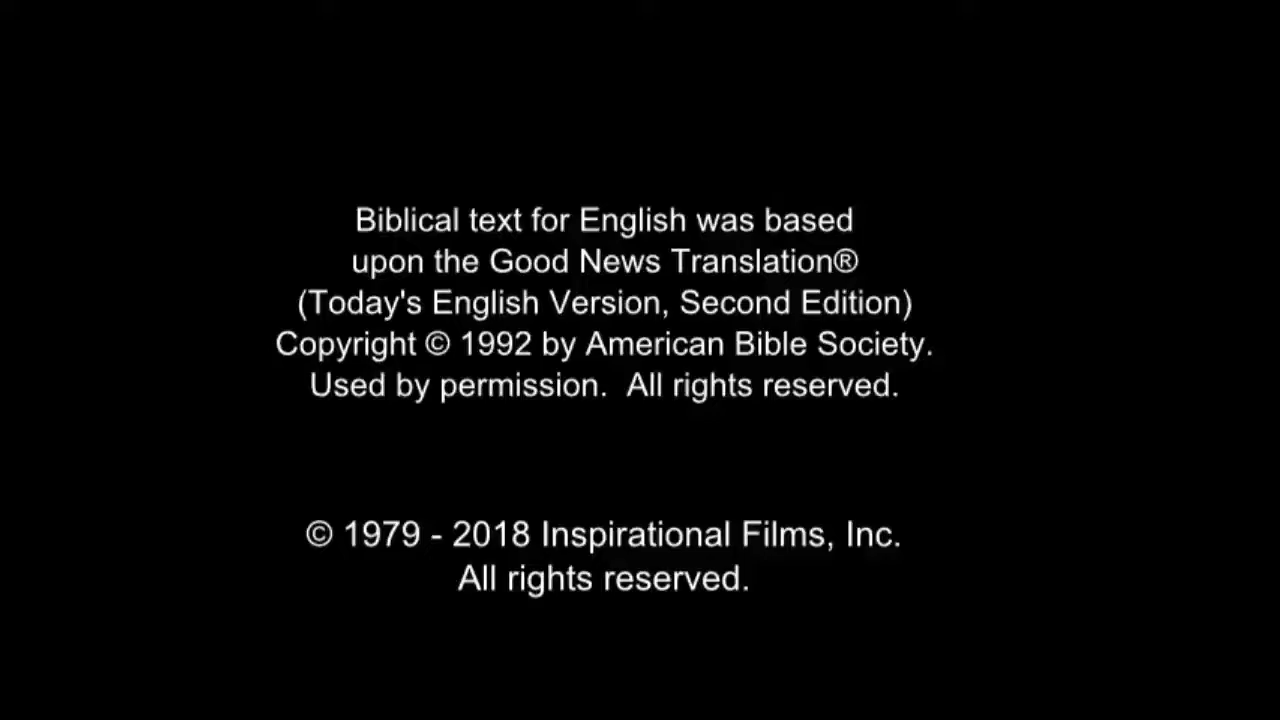 Biblical text for English was based
upon the Good News Translation®
(Today's English Version, Second Edition)
Copyright © 1992 by American Bible Society.
Used by permission.  All rights reserved.
© 1979 - 2018 Inspirational Films, Inc.
All rights reserved.